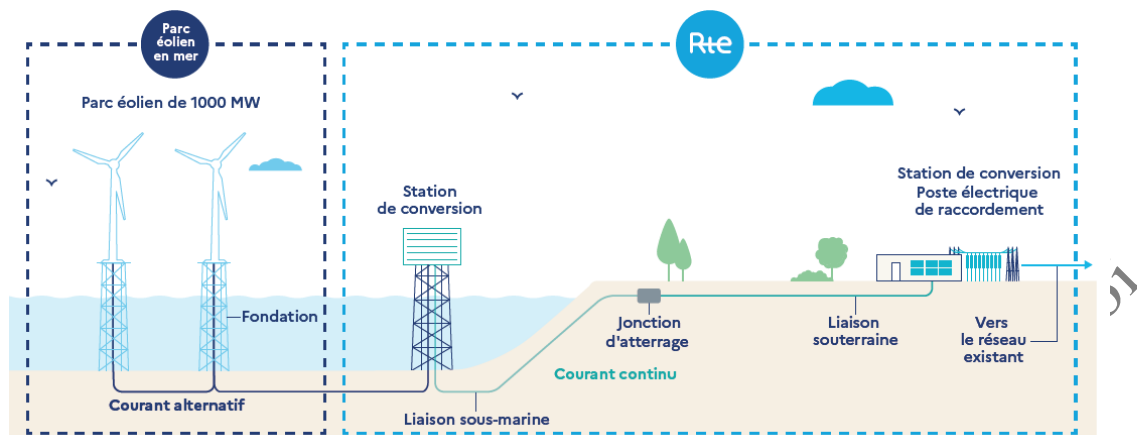 Parc
éolien
en mer
Rte
Parc éolien de 1000 MW
Station
de conversion
Station de conversion
Poste électrique
de raccordement
Fondation
Jonction
d'atterrage
Liaison
souterraine
Vers
le réseau
existant
Courant continu
Courant alternatif
Liaison sous-marine